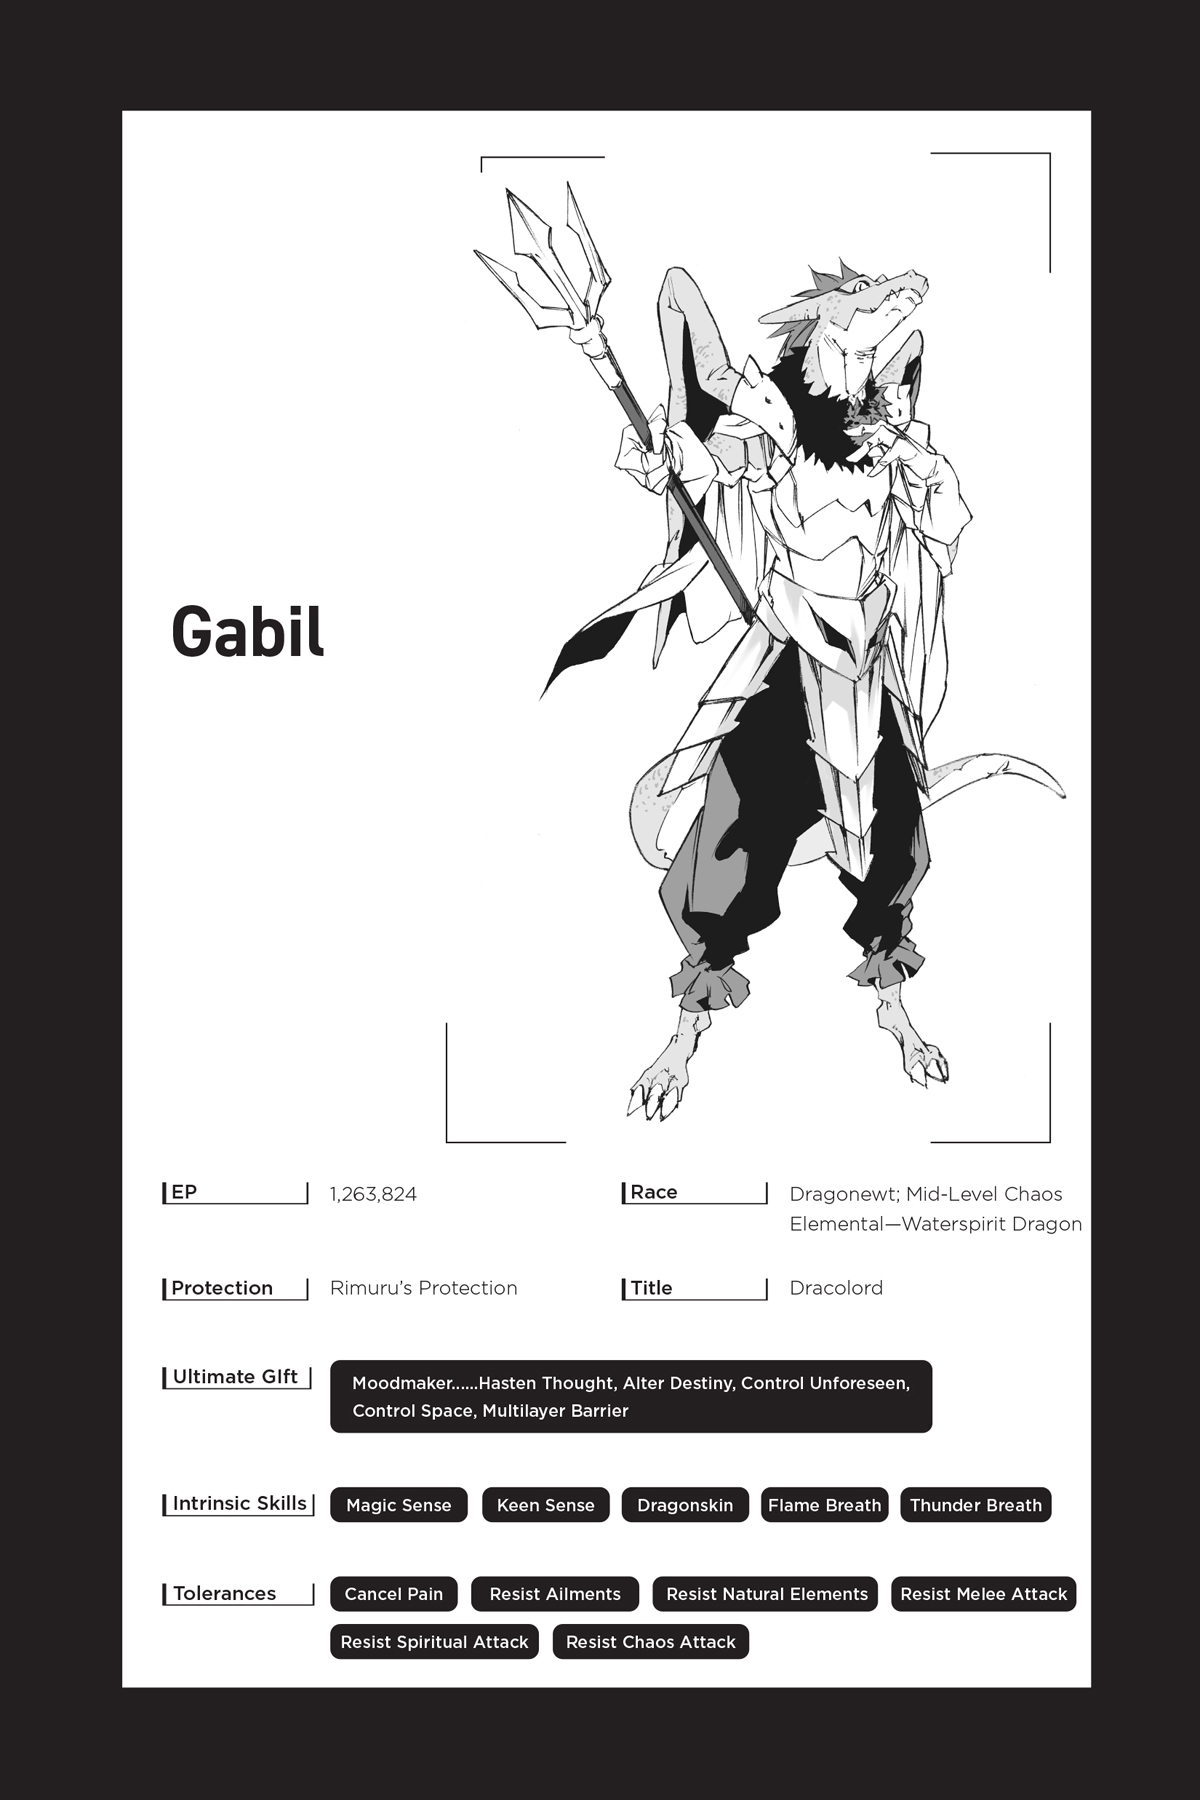 Gabil
EP
1,263,824
Race
Dragonewt; Mid-Level Chaos
Elemental—Waterspirit Dragon
Protection
Rimuru’s Protection
Title
Dracolord
Ultimate GIft
Moodmaker......Hasten Thought, Alter Destiny, Control Unforeseen,
Control Space, Multilayer Barrier
Intrinsic Skills
Magic Sense
Keen Sense
Dragonskin
Flame Breath
Thunder Breath
Tolerances
Cancel Pain
Resist Ailments
Resist Natural Elements
Resist Melee Attack
Resist Spiritual Attack
Resist Chaos Attack